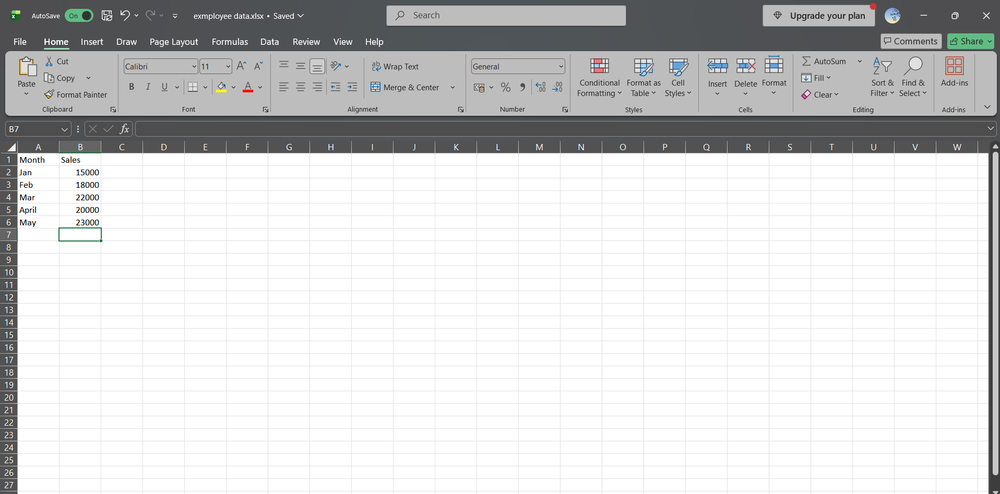 AutoSave On exmployee data.xlsx • Saved Search Upgrade your plan
File Home Insert Draw Page Layout Formulas Data Review View Help Comments Share
Paste
Cut
Copy
Format Painter
Clipboard
Calibri 11
B I U A
Font
Wrap Text
Merge & Center
Alignment
General
Number
Conditional Formatting
Format as Table
Cell Styles
Styles
Insert
Delete
Format
Cells
AutoSum
Fill
Clear
Sort & Filter
Find & Select
Editing
Add-ins
Add-ins
B7 fx
A B C D E F G H I J K L M N O P Q R S T U V W
1 Month Sales
2 Jan 15000
3 Feb 18000
4 Mar 22000
5 April 20000
6 May 23000
7
8
9
10
11
12
13
14
15
16
17
18
19
20
21
22
23
24
25
26
27